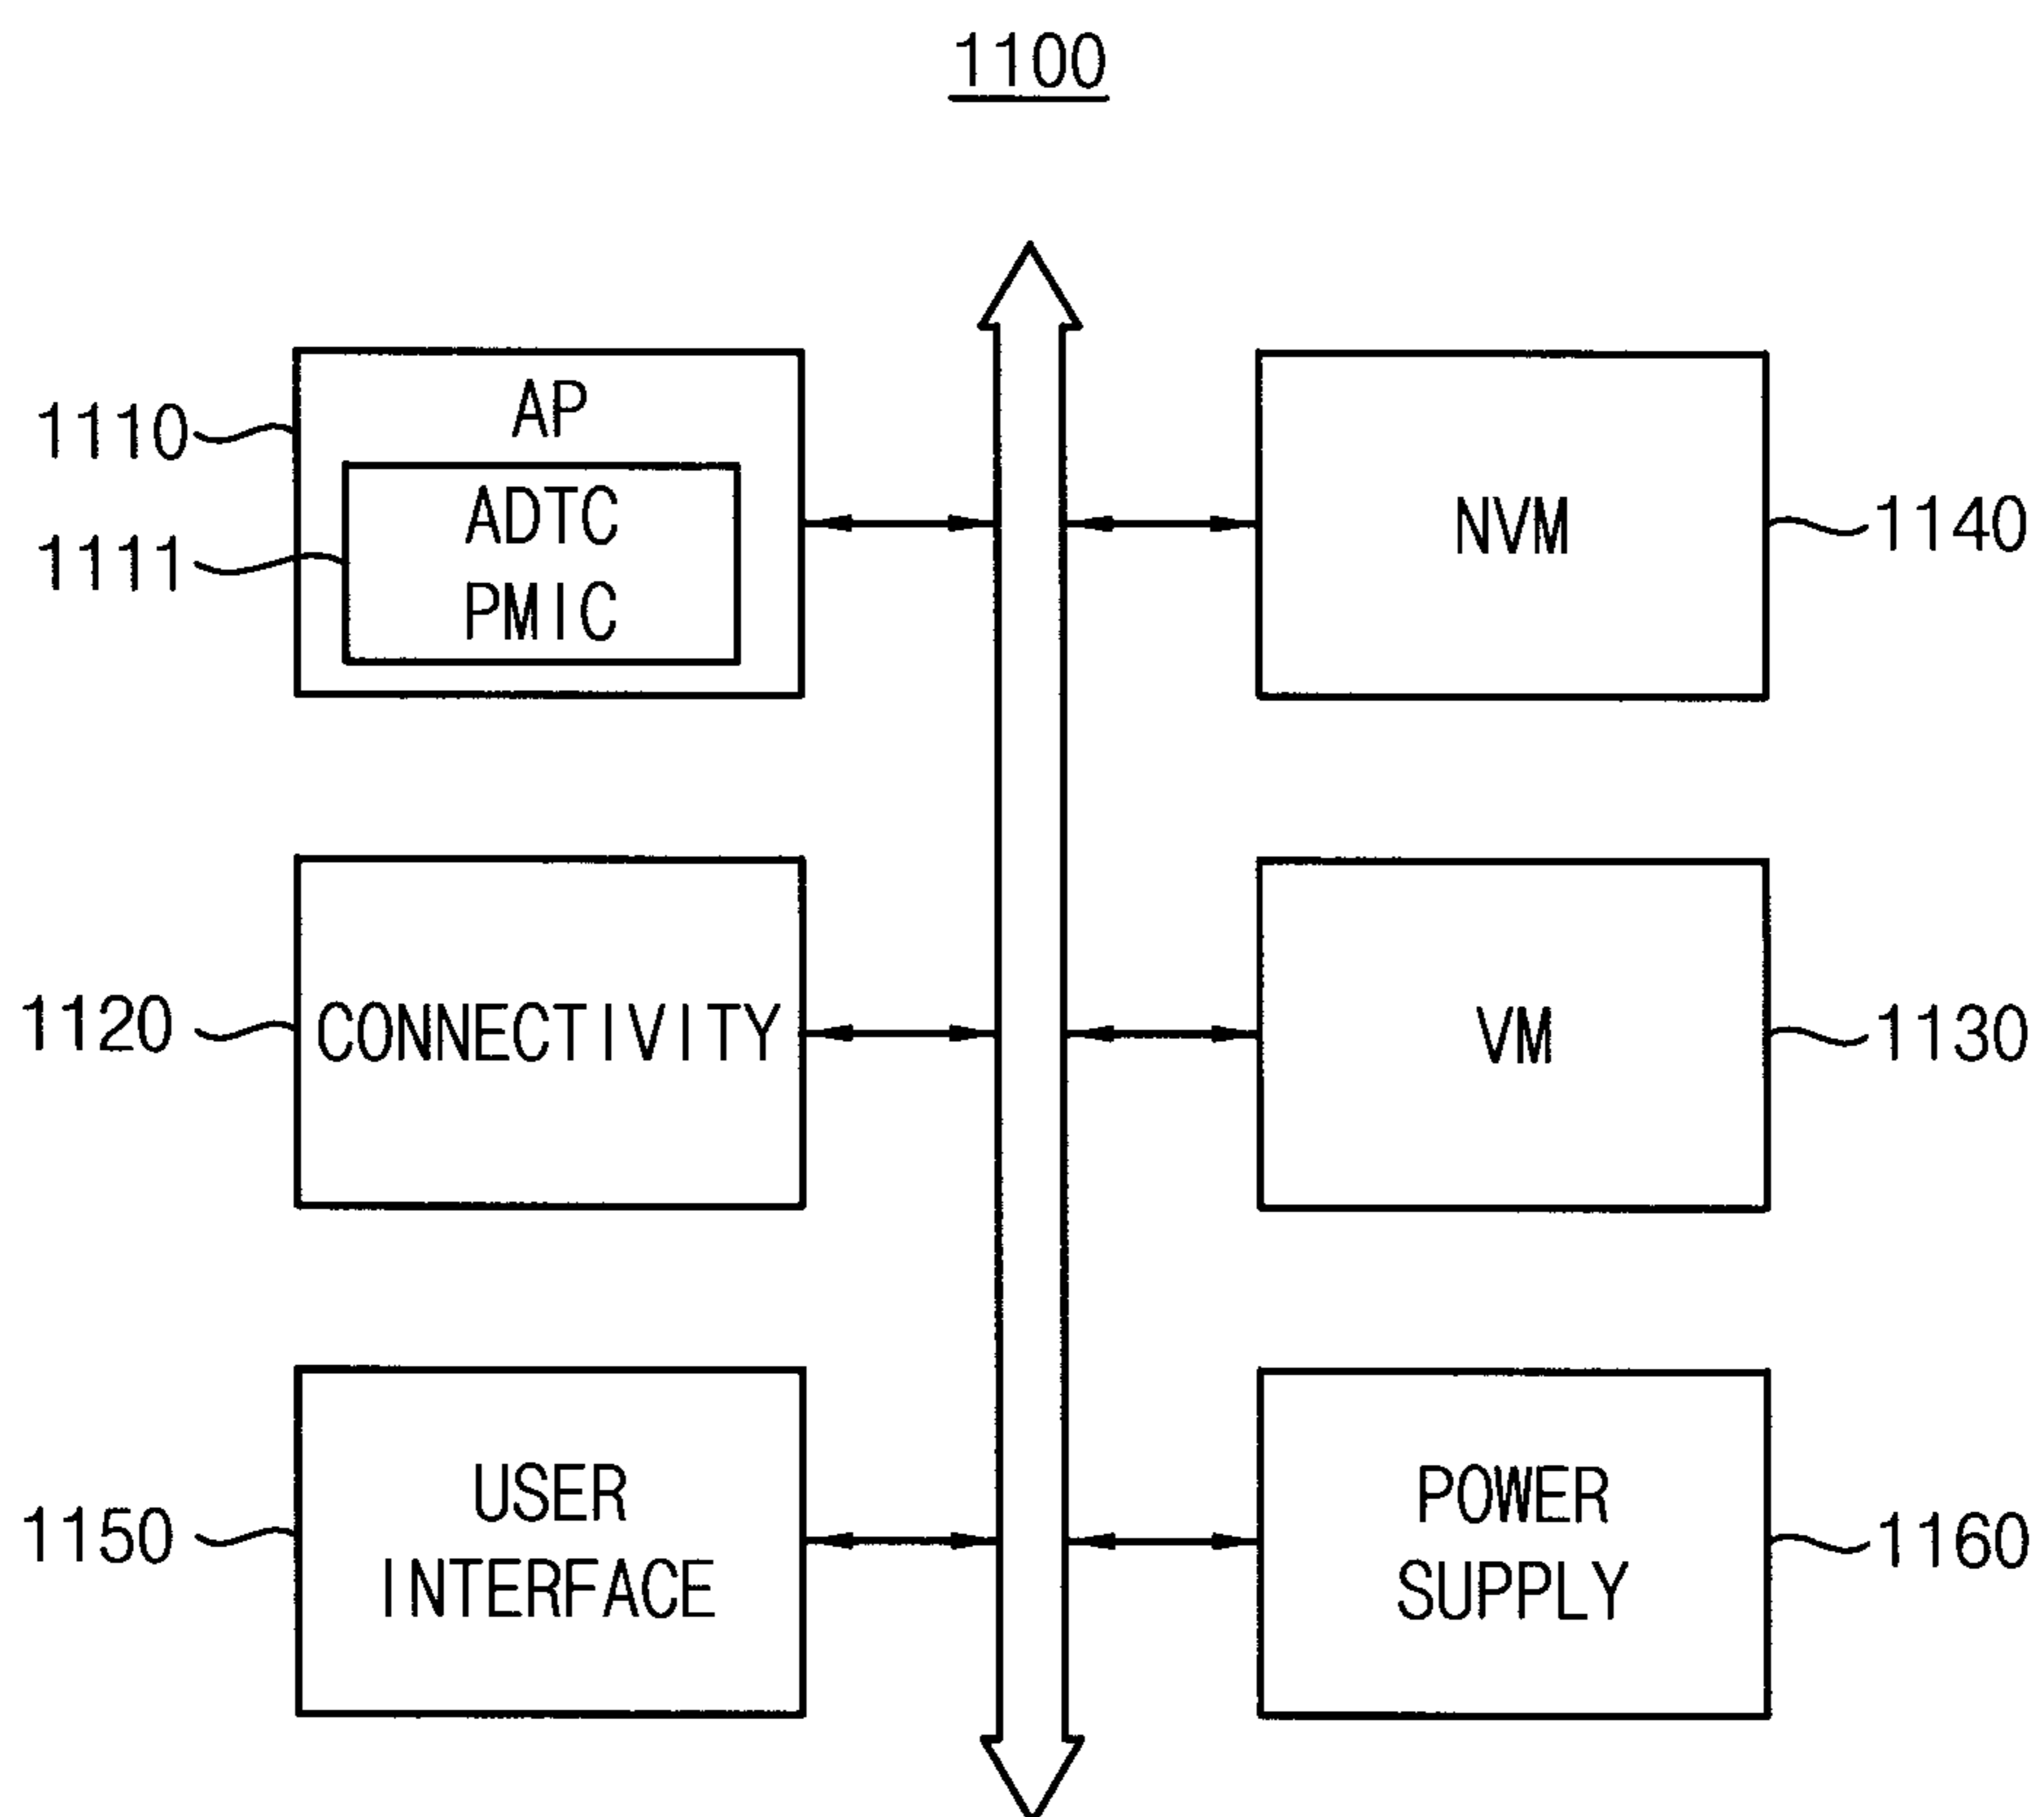 1100
1110
AP
1111
ADTC
PMIC
NVM
1140
1120
CONNECTIVITY
VM
1130
1150
USER
INTERFACE
POWER
SUPPLY
1160